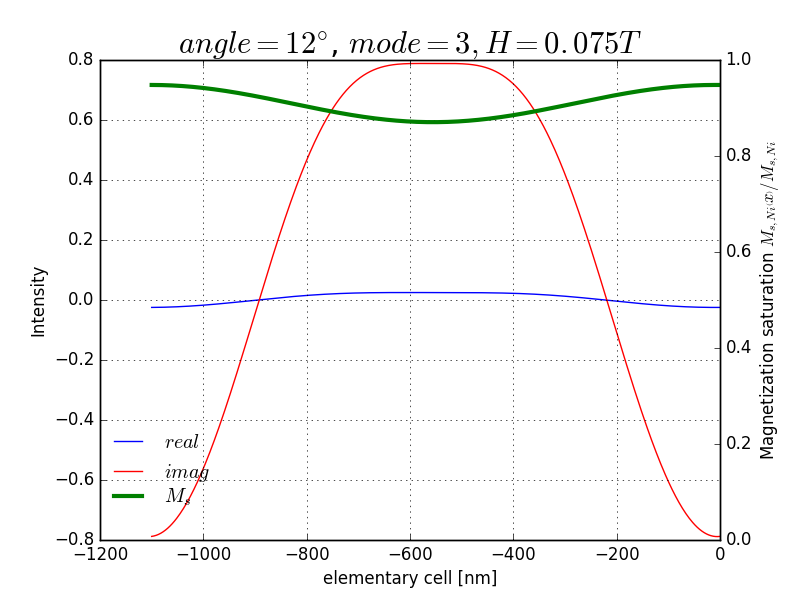 angle = 12°, mode = 3, H = 0.075T
0.8
0.6
0.4
0.2
0.0
−0.2
−0.4
−0.6
−0.8
Intensity
1.0
0.8
0.6
0.4
0.2
0.0
Magnetization saturation M_{s,Ni}(x)/M_{s,Ni}
real
imag
M_s
−1200 −1000 −800 −600 −400 −200 0
elementary cell [nm]